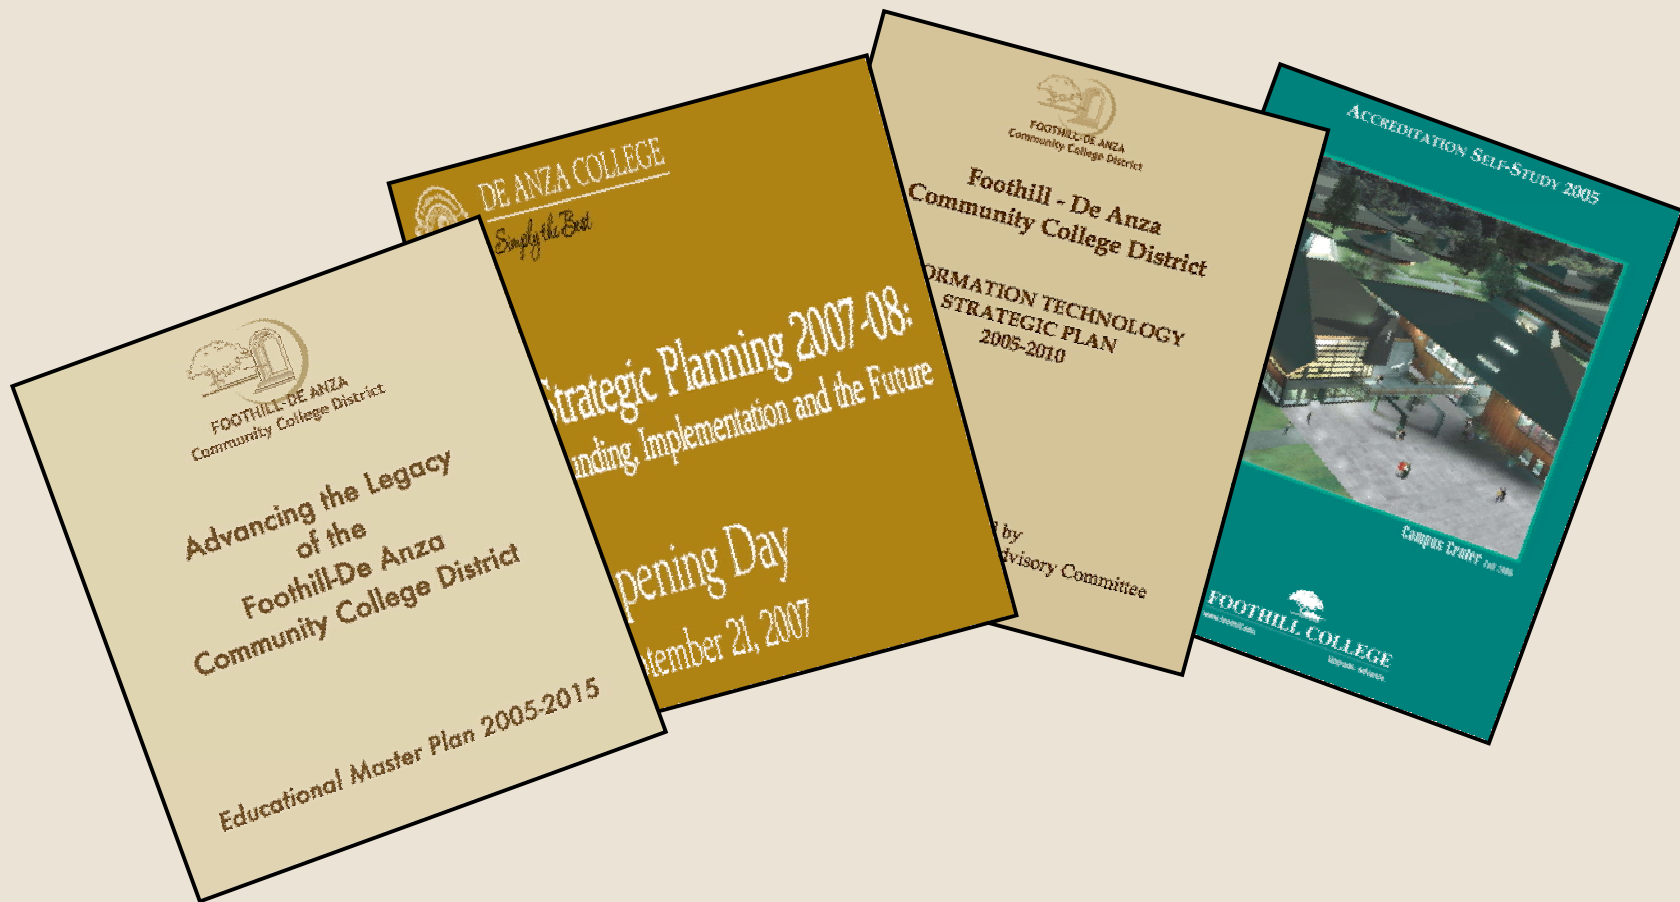 FOOTHILL-DE ANZA
Community College District
Advancing the Legacy
of the
Foothill-De Anza
Community College District
Educational Master Plan 2005-2015
DE ANZA COLLEGE
Simply the Best
Strategic Planning 2007-08:
unding, Implementation and the Future
pening Day
tember 21, 2007
FOOTHILL-DE ANZA
Community College District
Foothill - De Anza
Community College District
ORMATION TECHNOLOGY
STRATEGIC PLAN
2005-2010
by
dvisory Committee
ACCREDITATION SELF-STUDY 2005
Campus Center
FOOTHILL COLLEGE